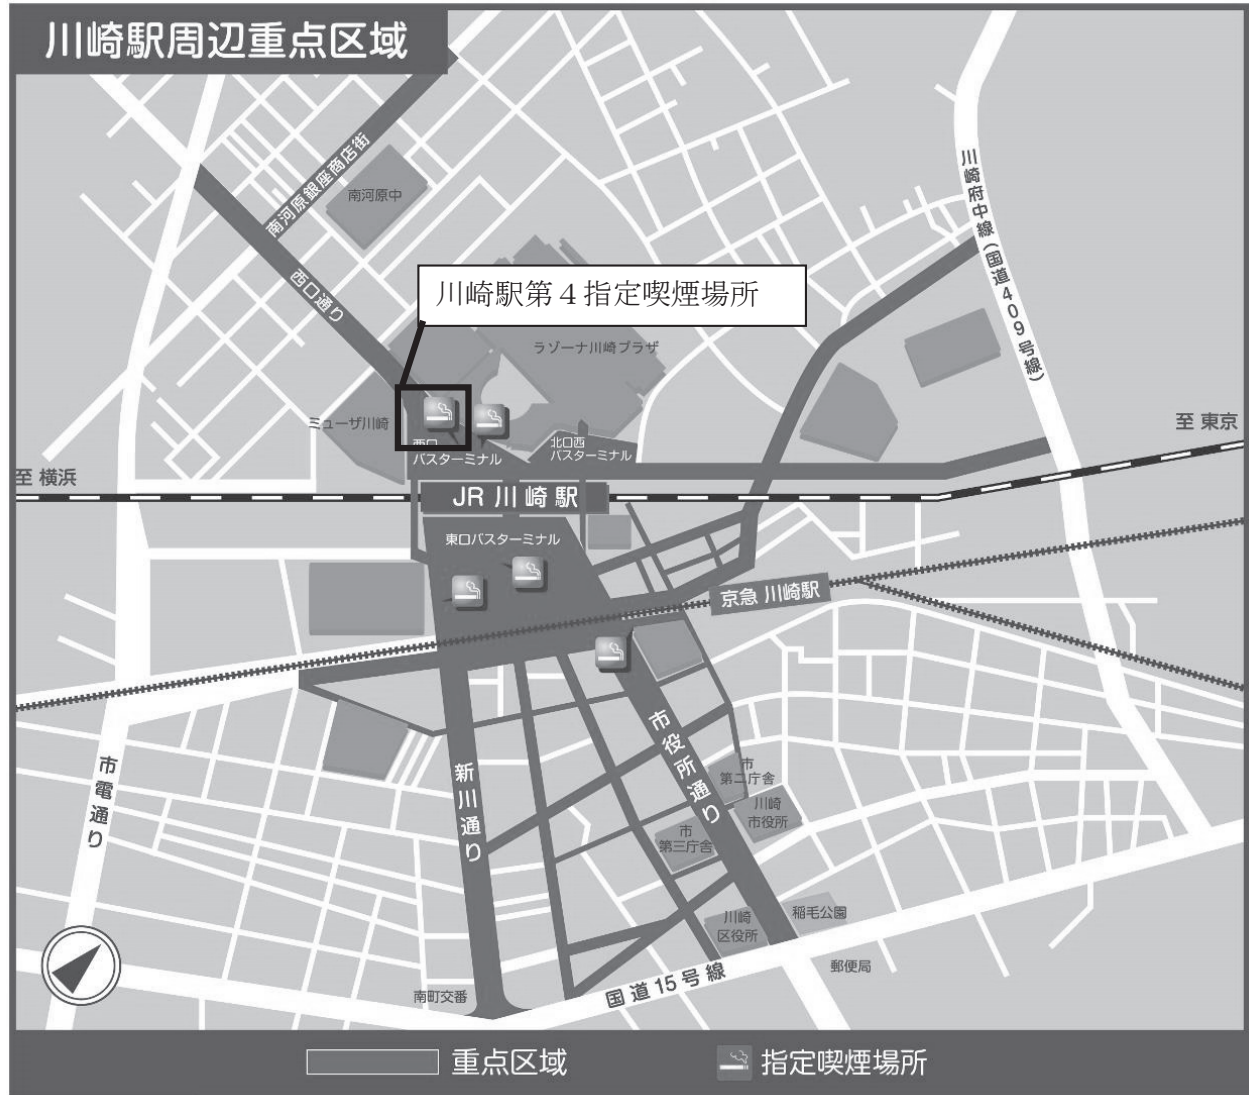 川崎駅周辺重点区域
南河原銀座商店街
南河原中
川崎府中線(国道409号線)
西口通り
川崎駅第4指定喫煙場所
ラゾーナ川崎プラザ
ミューザ川崎
西口
バスターミナル
北口西
バスターミナル
至 東京
至 横浜
JR 川崎駅
東口バスターミナル
京急 川崎駅
市電通り
新川通り
市役所通り
市
第二庁舎
川崎
市役所
市
第三庁舎
川崎
区役所
稲毛公園
郵便局
国道15号線
南町交番
重点区域
指定喫煙場所